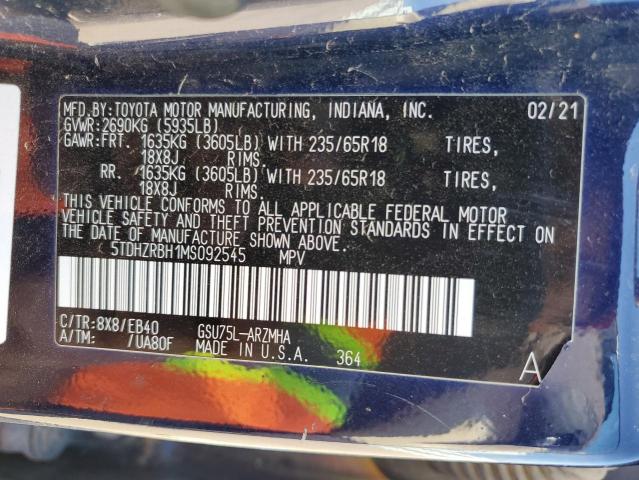 MFD.BY:TOYOTA MOTOR MANUFACTURING, INDIANA, INC. 02/21
GVWR:2690KG (5935LB)
GAWR:FRT. 1635KG (3605LB) WITH 235/65R18 TIRES,
18X8J RIMS.
RR. 1635KG (3605LB) WITH 235/65R18 TIRES,
18X8J RIMS.
THIS VEHICLE CONFORMS TO ALL APPLICABLE FEDERAL MOTOR
VEHICLE SAFETY AND THEFT PREVENTION STANDARDS IN EFFECT ON
THE DATE OF MANUFACTURE SHOWN ABOVE.
5TDHZRBH1MS092545 MPV
C/TR:8X8/EB40 GSU75L-ARZMHA
A/TM: /UA80F MADE IN U.S.A. 364 A